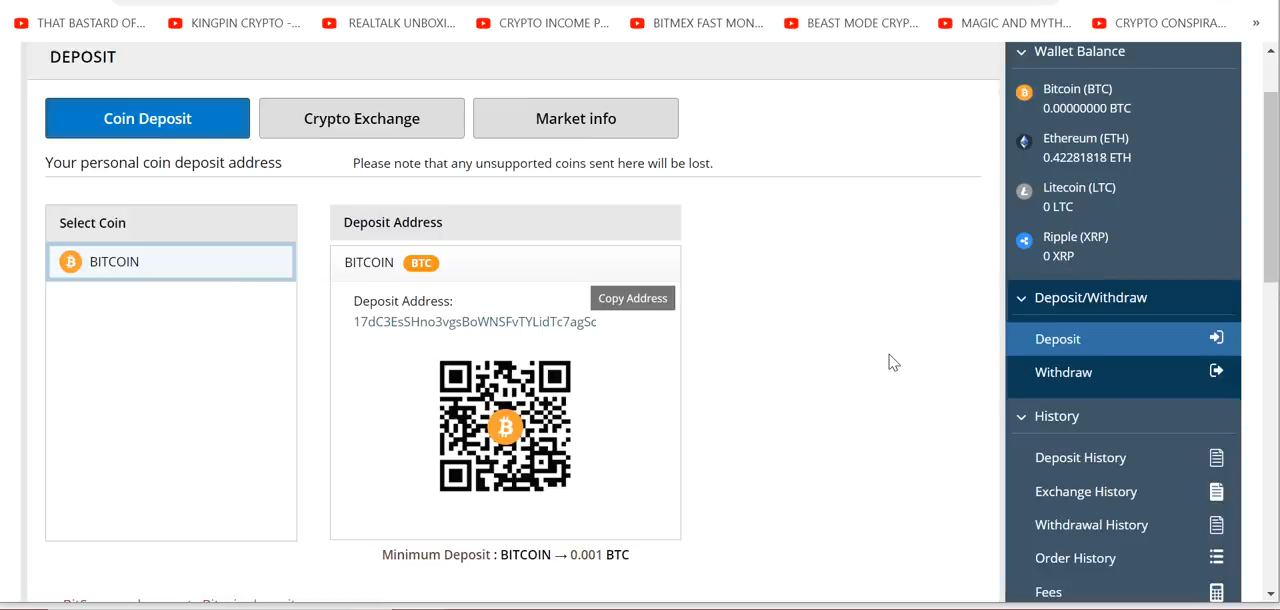 THAT BASTARD OF...
KINGPIN CRYPTO -...
REALTALK UNBOXI...
CRYPTO INCOME P...
BITMEX FAST MON...
BEAST MODE CRYP...
MAGIC AND MYTH...
CRYPTO CONSPIRA...
»
DEPOSIT
Coin Deposit
Crypto Exchange
Market info
Your personal coin deposit address
Please note that any unsupported coins sent here will be lost.
Select Coin
BITCOIN
Deposit Address
BITCOIN BTC
Copy Address
Deposit Address:
17dC3EsSHno3vgsBoWNSFvTYLidTc7agSc
Minimum Deposit : BITCOIN → 0.001 BTC
Wallet Balance
Bitcoin (BTC)
0.00000000 BTC
Ethereum (ETH)
0.42281818 ETH
Litecoin (LTC)
0 LTC
Ripple (XRP)
0 XRP
Deposit/Withdraw
Deposit
Withdraw
History
Deposit History
Exchange History
Withdrawal History
Order History
Fees